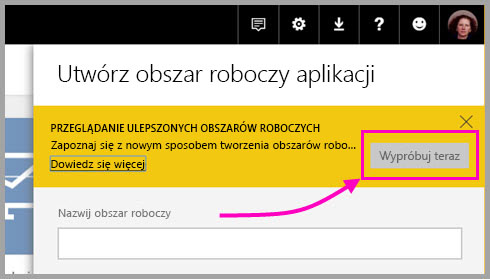 Utwórz obszar roboczy aplikacji
PRZEGLĄDANIE ULEPSZONYCH OBSZARÓW ROBOCZYCH
Zapoznaj się z nowym sposobem tworzenia obszarów robo...
Dowiedz się więcej
Wypróbuj teraz
Nazwij obszar roboczy